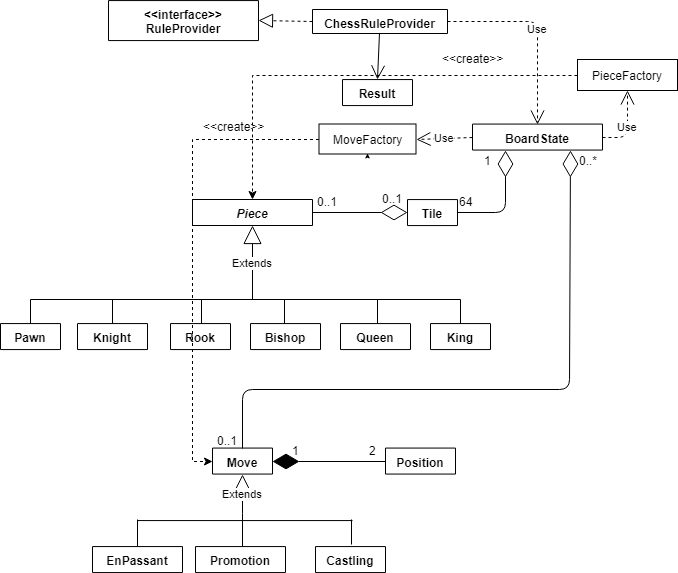 <<interface>>
RuleProvider
ChessRuleProvider
Use
<<create>>
PieceFactory
Result
<<create>>
MoveFactory
Use
BoardState
Use
1
0..*
Piece
0..1
0..1
Tile
64
Extends
Pawn
Knight
Rook
Bishop
Queen
King
0..1
Move
1
2
Position
Extends
EnPassant
Promotion
Castling